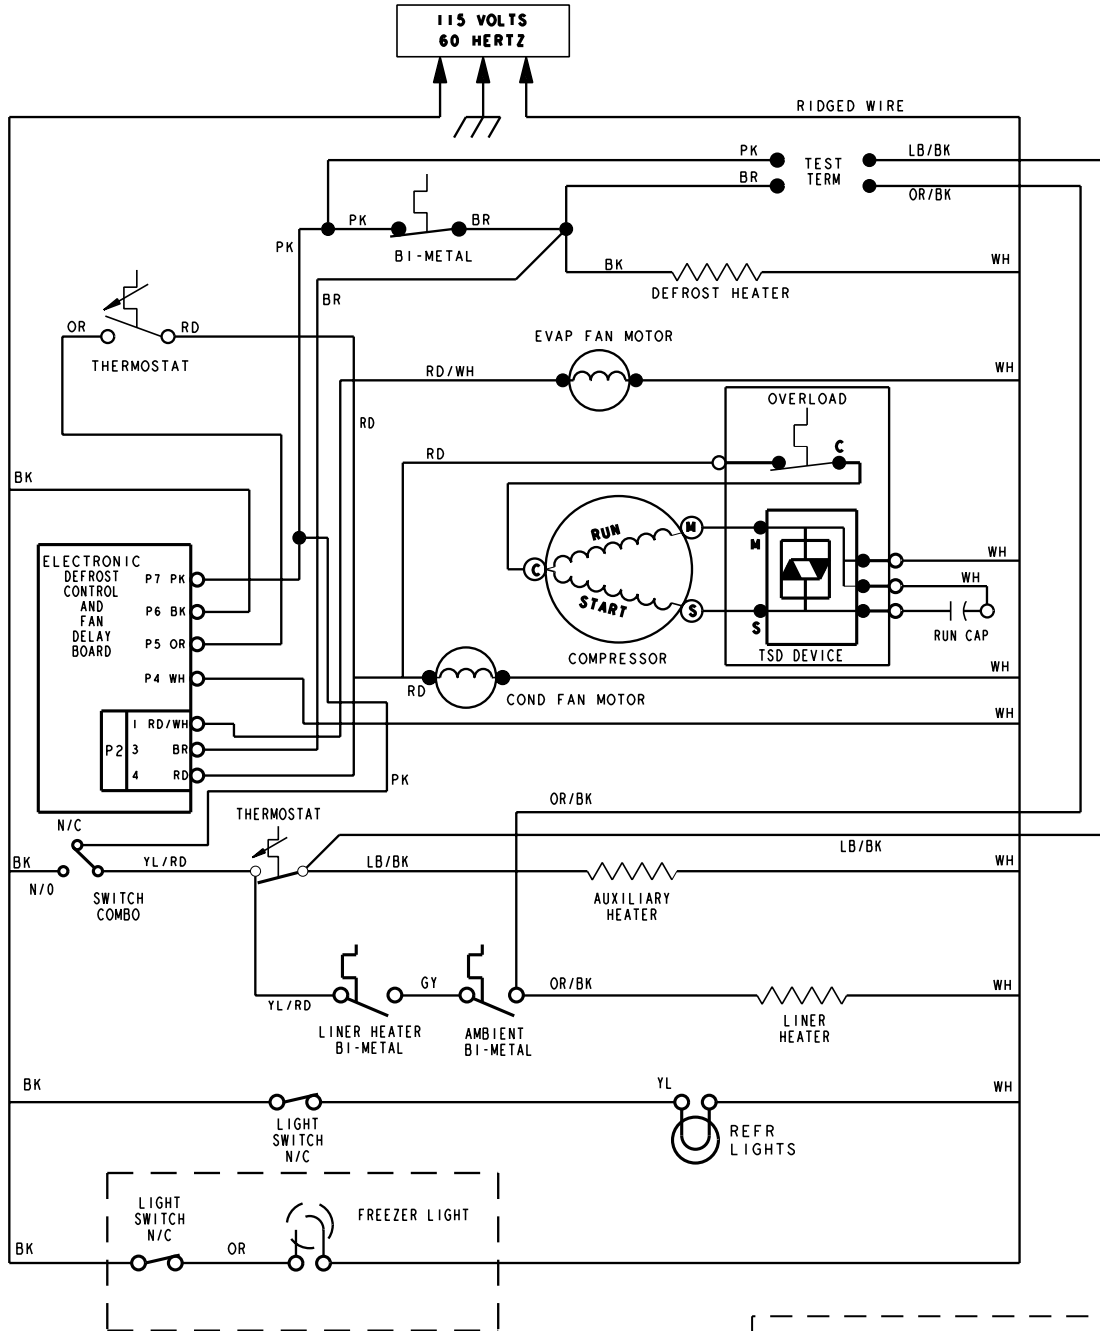 115 VOLTS
60 HERTZ
RIDGED WIRE
PK
TEST
TERM
LB/BK
BR
OR/BK
PK
BR
PK
BI-METAL
BK
WH
DEFROST HEATER
BR
OR
RD
THERMOSTAT
EVAP FAN MOTOR
RD/WH
WH
RD
OVERLOAD
RD
C
BK
RUN
M
M
C
START
S
S
WH
WH
RUN CAP
TSD DEVICE
COMPRESSOR
ELECTRONIC
DEFROST
CONTROL
AND
FAN
DELAY
BOARD
P7 PK
P6 BK
P5 OR
P4 WH
P2
1 RD/WH
3 BR
4 RD
RD
COND FAN MOTOR
WH
WH
PK
OR/BK
N/C
THERMOSTAT
LB/BK
BK
YL/RD
LB/BK
WH
N/O
SWITCH
COMBO
AUXILIARY
HEATER
GY
OR/BK
WH
YL/RD
LINER HEATER
BI-METAL
AMBIENT
BI-METAL
LINER
HEATER
BK
YL
WH
LIGHT
SWITCH
N/C
REFR
LIGHTS
LIGHT
SWITCH
N/C
FREEZER LIGHT
BK
OR